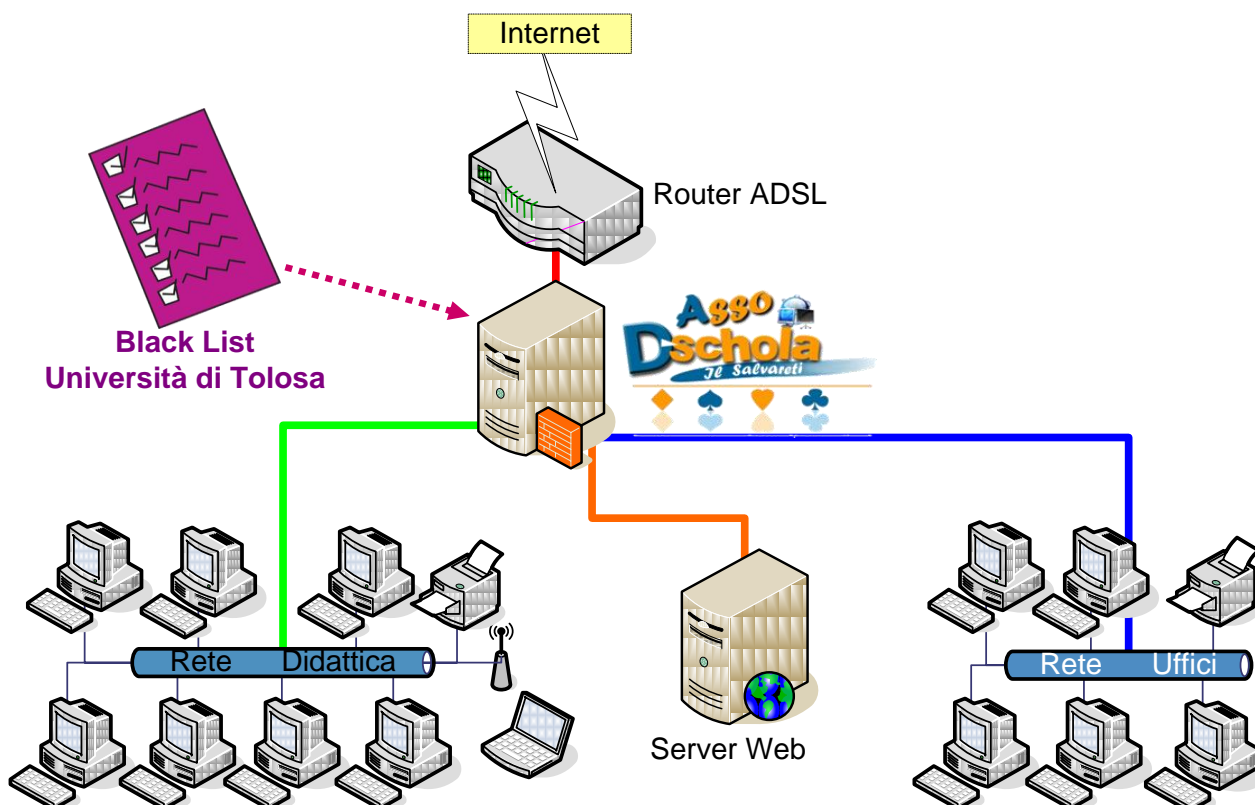 Internet
Router ADSL
Black List
Università di Tolosa
Asso
Dschola
Il Salvareti
Rete Didattica
Server Web
Rete Uffici